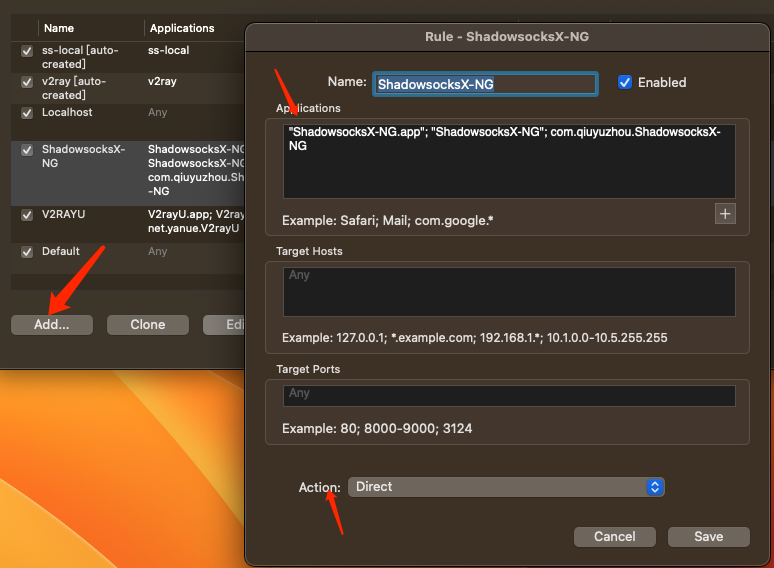 Name
Applications
ss-local [auto-
created]
ss-local
v2ray [auto-
created]
v2ray
Localhost
Any
ShadowsocksX-
NG
ShadowsocksX-NG
ShadowsocksX-NG
com.qiuyuzhou.Sh
-NG
V2RAYU
V2rayU.app; V2ray
net.yanue.V2rayU
Default
Any
Add...
Clone
Edi
Rule - ShadowsocksX-NG
Name:
ShadowsocksX-NG
Enabled
Applications
"ShadowsocksX-NG.app"; "ShadowsocksX-NG"; com.qiuyuzhou.ShadowsocksX-
NG
Example: Safari; Mail; com.google.*
+
Target Hosts
Any
Example: 127.0.0.1; *.example.com; 192.168.1.*; 10.1.0.0-10.5.255.255
Target Ports
Any
Example: 80; 8000-9000; 3124
Action:
Direct
Cancel
Save